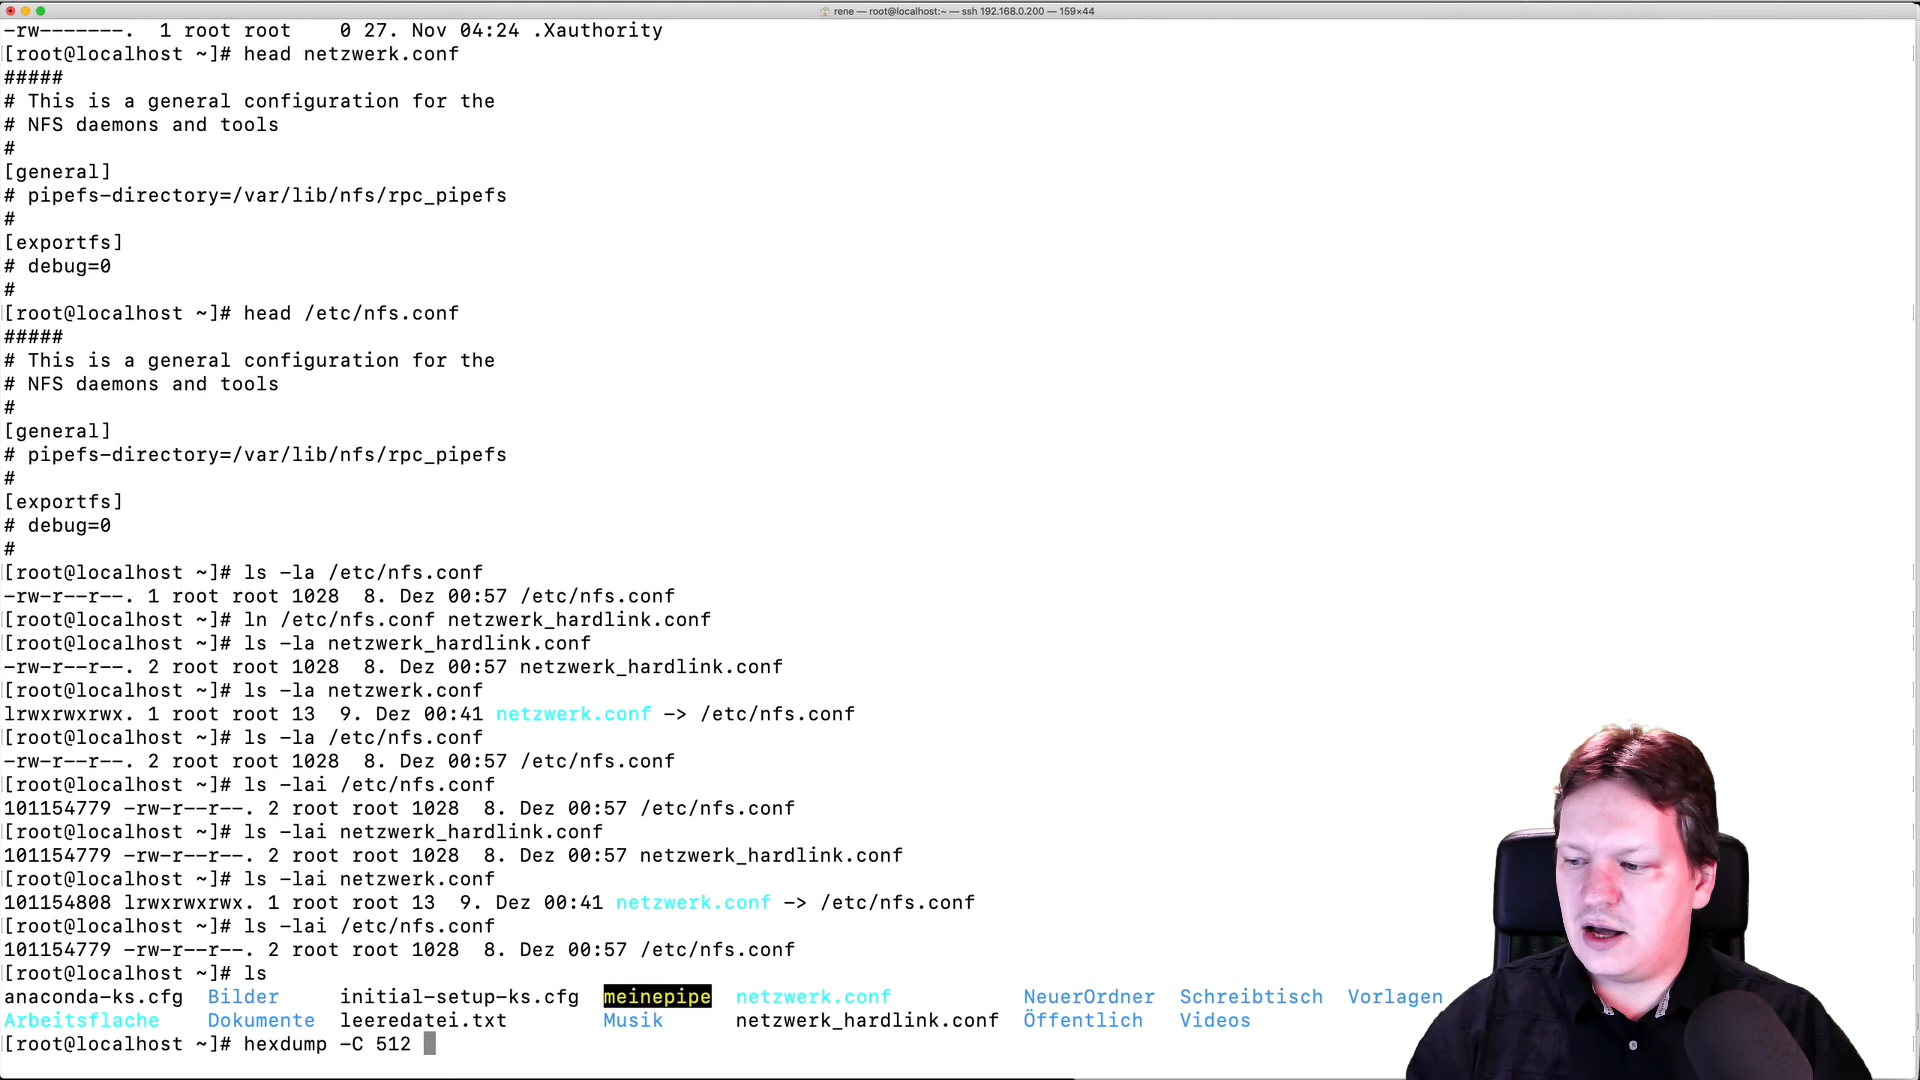 rene — root@localhost:~ — ssh 192.168.0.200 — 159×44
-rw-------. 1 root root 0 27. Nov 04:24 .Xauthority
[root@localhost ~]# head netzwerk.conf
#####
# This is a general configuration for the
# NFS daemons and tools
#
[general]
# pipefs-directory=/var/lib/nfs/rpc_pipefs
#
[exportfs]
# debug=0
#
[root@localhost ~]# head /etc/nfs.conf
#####
# This is a general configuration for the
# NFS daemons and tools
#
[general]
# pipefs-directory=/var/lib/nfs/rpc_pipefs
#
[exportfs]
# debug=0
#
[root@localhost ~]# ls -la /etc/nfs.conf
-rw-r--r--. 1 root root 1028 8. Dez 00:57 /etc/nfs.conf
[root@localhost ~]# ln /etc/nfs.conf netzwerk_hardlink.conf
[root@localhost ~]# ls -la netzwerk_hardlink.conf
-rw-r--r--. 2 root root 1028 8. Dez 00:57 netzwerk_hardlink.conf
[root@localhost ~]# ls -la netzwerk.conf
lrwxrwxrwx. 1 root root 13 9. Dez 00:41 netzwerk.conf -> /etc/nfs.conf
[root@localhost ~]# ls -la /etc/nfs.conf
-rw-r--r--. 2 root root 1028 8. Dez 00:57 /etc/nfs.conf
[root@localhost ~]# ls -lai /etc/nfs.conf
101154779 -rw-r--r--. 2 root root 1028 8. Dez 00:57 /etc/nfs.conf
[root@localhost ~]# ls -lai netzwerk_hardlink.conf
101154779 -rw-r--r--. 2 root root 1028 8. Dez 00:57 netzwerk_hardlink.conf
[root@localhost ~]# ls -lai netzwerk.conf
101154808 lrwxrwxrwx. 1 root root 13 9. Dez 00:41 netzwerk.conf -> /etc/nfs.conf
[root@localhost ~]# ls -lai /etc/nfs.conf
101154779 -rw-r--r--. 2 root root 1028 8. Dez 00:57 /etc/nfs.conf
[root@localhost ~]# ls
anaconda-ks.cfg Bilder initial-setup-ks.cfg meinepipe netzwerk.conf NeuerOrdner Schreibtisch Vorlagen
Arbeitsflache Dokumente leeredatei.txt Musik netzwerk_hardlink.conf Öffentlich Videos
[root@localhost ~]# hexdump -C 512